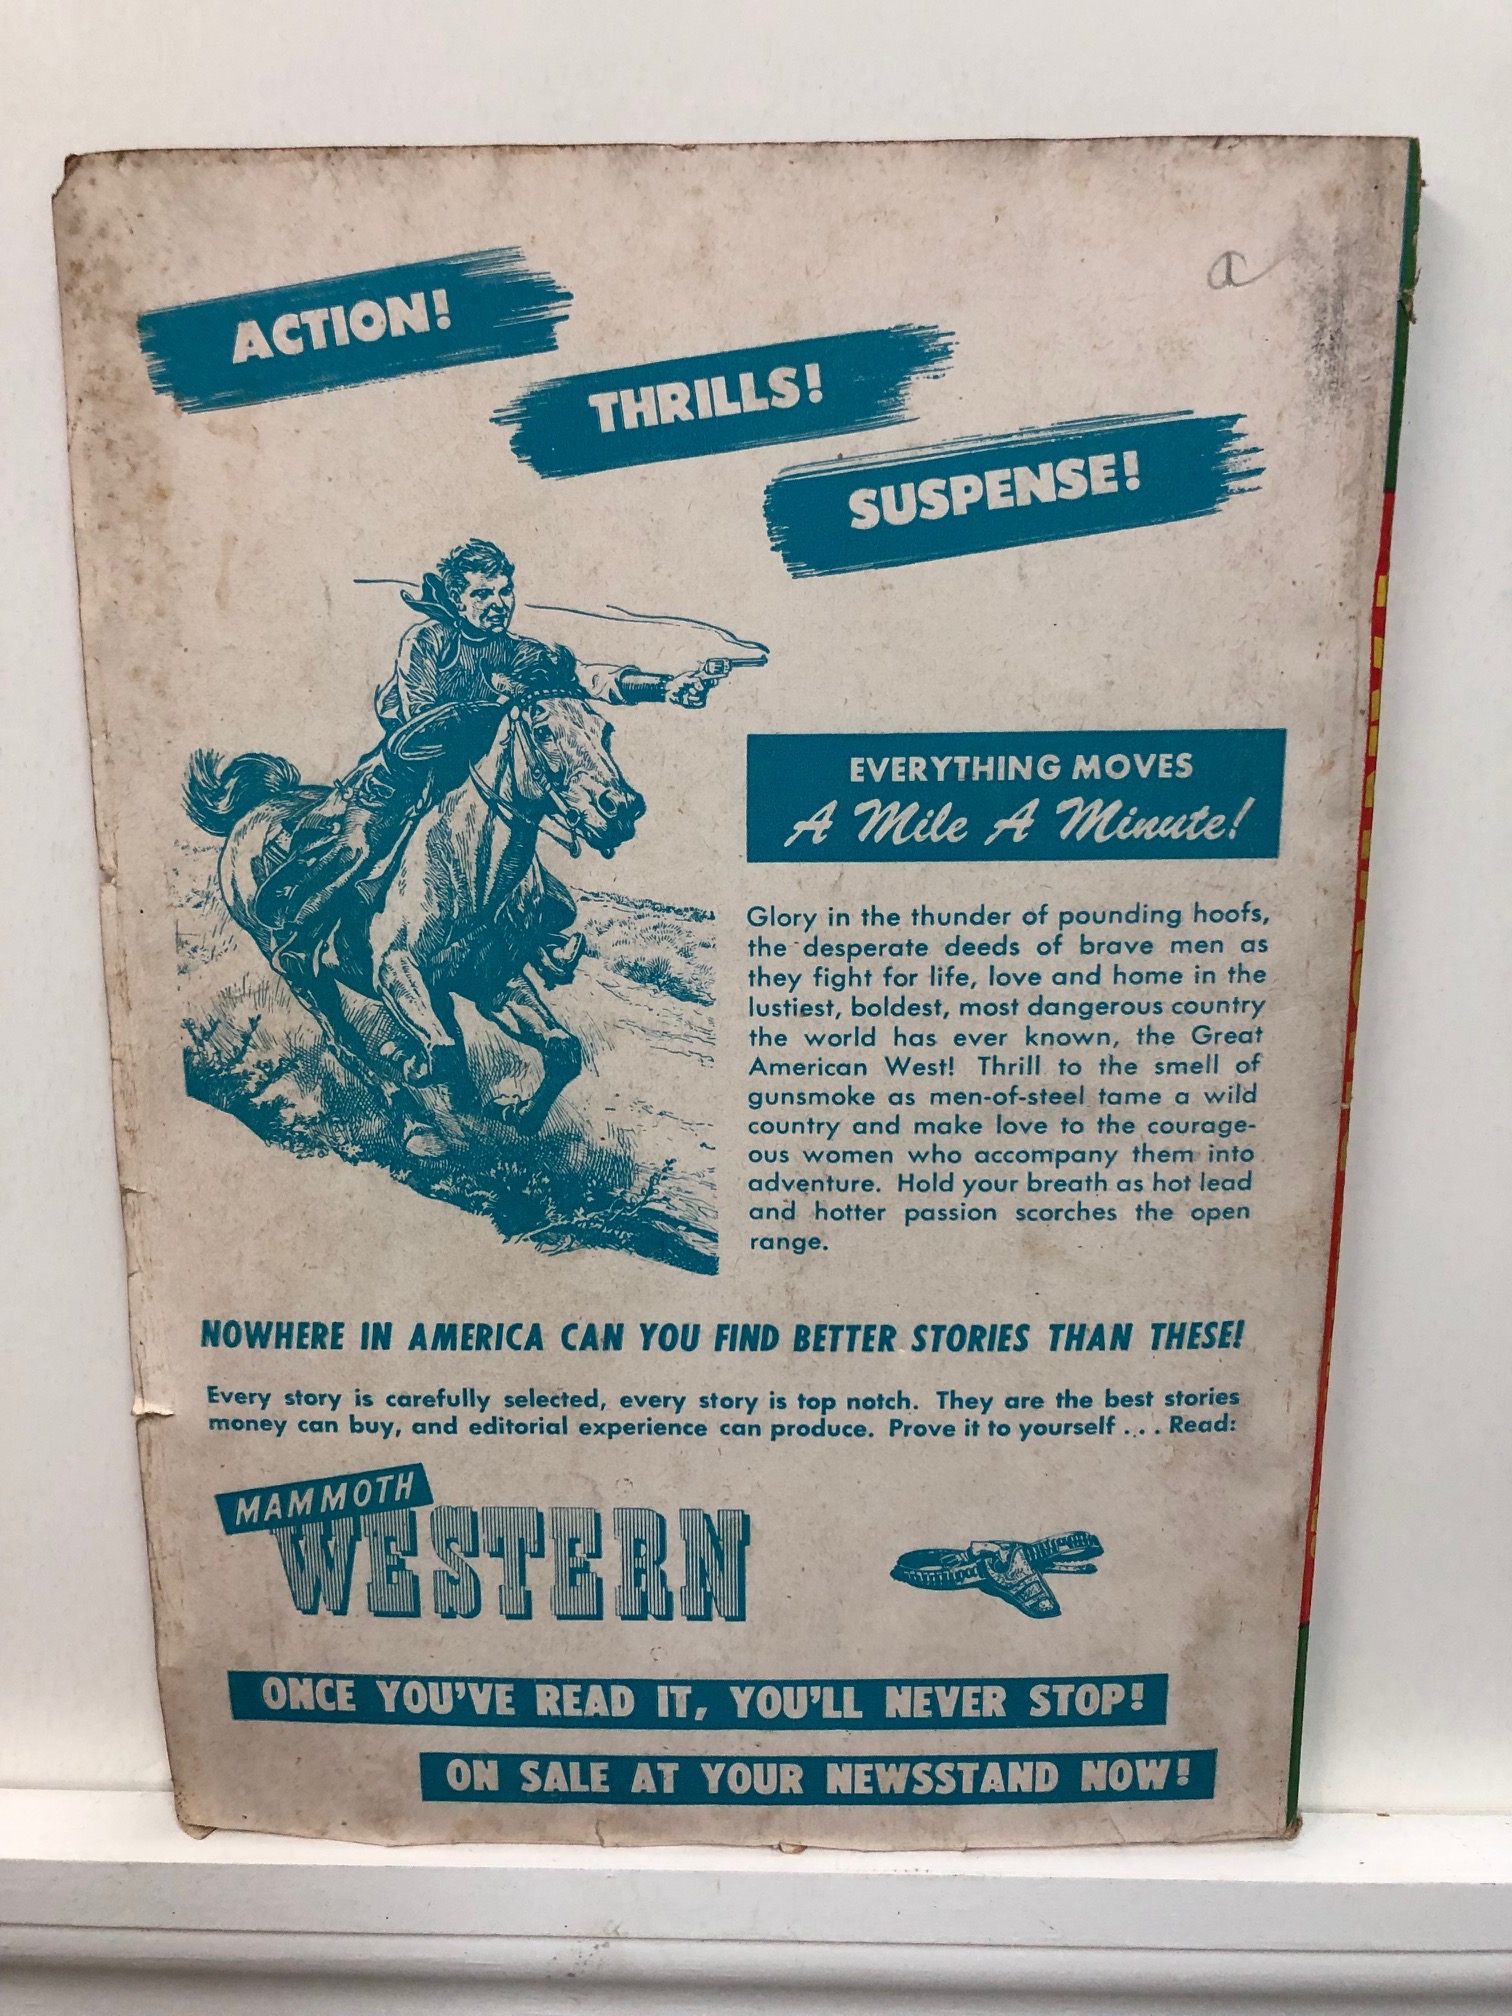 a
ACTION!
THRILLS!
SUSPENSE!
EVERYTHING MOVES
A Mile A Minute!
Glory in the thunder of pounding hoofs,
the desperate deeds of brave men as
they fight for life, love and home in the
lustiest, boldest, most dangerous country
the world has ever known, the Great
American West! Thrill to the smell of
gunsmoke as men-of-steel tame a wild
country and make love to the courage-
ous women who accompany them into
adventure. Hold your breath as hot lead
and hotter passion scorches the open
range.
NOWHERE IN AMERICA CAN YOU FIND BETTER STORIES THAN THESE!
Every story is carefully selected, every story is top notch. They are the best stories
money can buy, and editorial experience can produce. Prove it to yourself . . . Read:
MAMMOTH
WESTERN
ONCE YOU'VE READ IT, YOU'LL NEVER STOP!
ON SALE AT YOUR NEWSSTAND NOW!